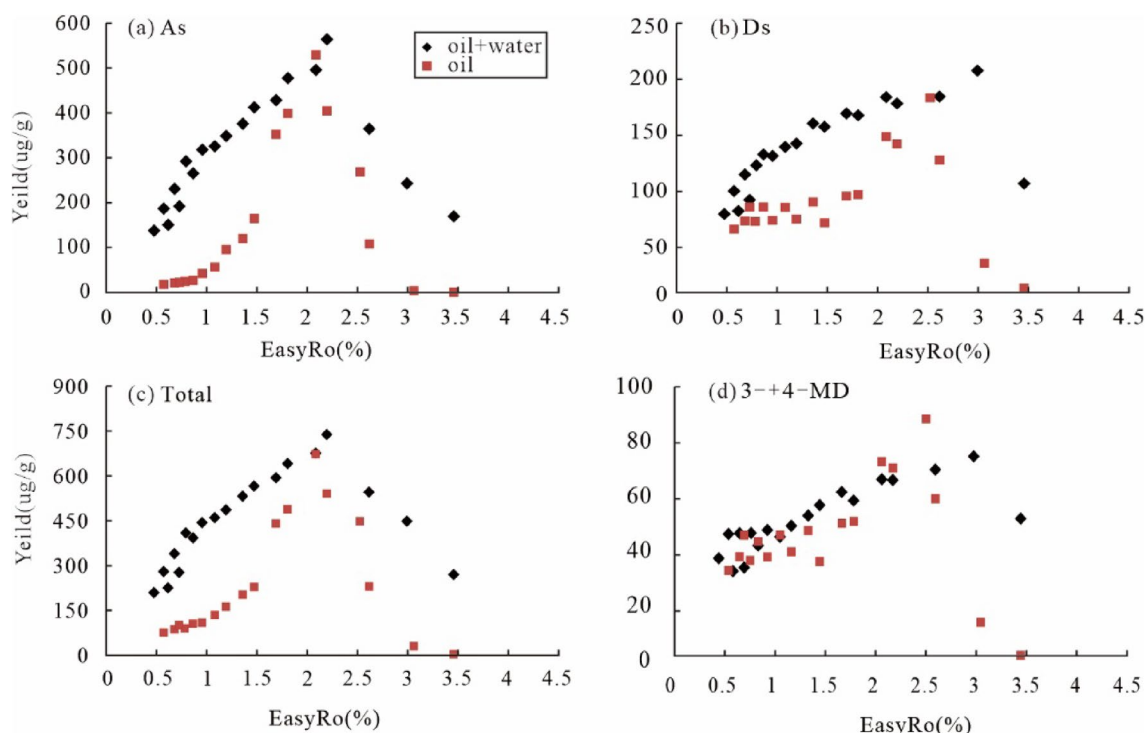 (a) As
600
500
400
300
200
100
0
Yeild(ug/g)
oil+water
oil
0.5 1 1.5 2 2.5 3 3.5 4 4.5
EasyRo(%)
(b) Ds
250
200
150
100
50
0
0 0.5 1 1.5 2 2.5 3 3.5 4 4.5
EasyRo(%)
(c) Total
900
750
600
450
300
150
0
Yeild(ug/g)
0.5 1 1.5 2 2.5 3 3.5 4 4.5
EasyRo(%)
(d) 3-+4-MD
100
80
60
40
20
0
0 0.5 1 1.5 2 2.5 3 3.5 4 4.5
EasyRo(%)